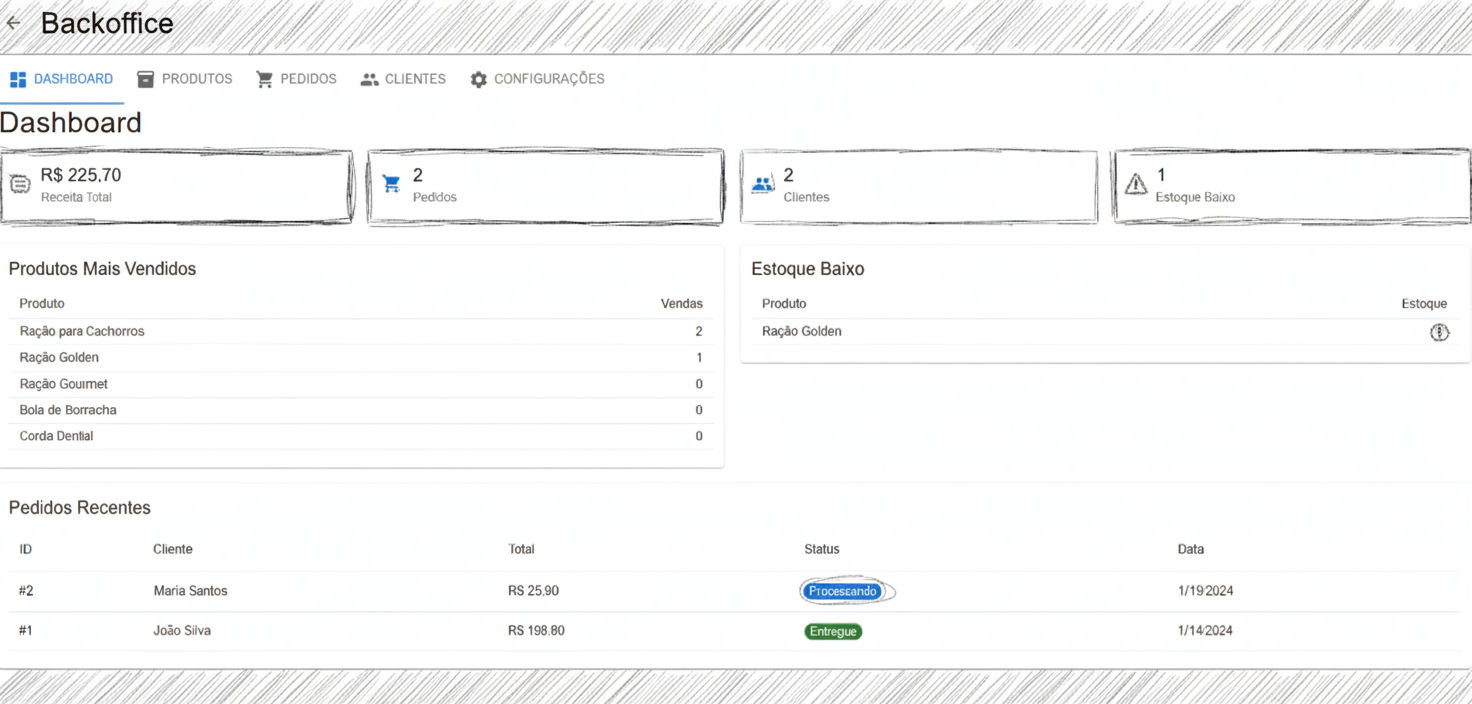 Backoffice
DASHBOARD PRODUTOS PEDIDOS CLIENTES CONFIGURAÇÕES
Dashboard
R$ 225,70
Receita Total
2
Pedidos
2
Clientes
1
Estoque Baixo
Produtos Mais Vendidos
Produto Vendas
Ração para Cachorros 2
Ração Golden 1
Ração Gourmet 0
Bola de Borracha 0
Corda Dential 0
Estoque Baixo
Produto Estoque
Ração Golden
Pedidos Recentes
ID Cliente Total Status Data
#2 Maria Santos RS 25.90 Processando 1/19/2024
#1 João Silva RS 198.80 Entregue 1/14/2024